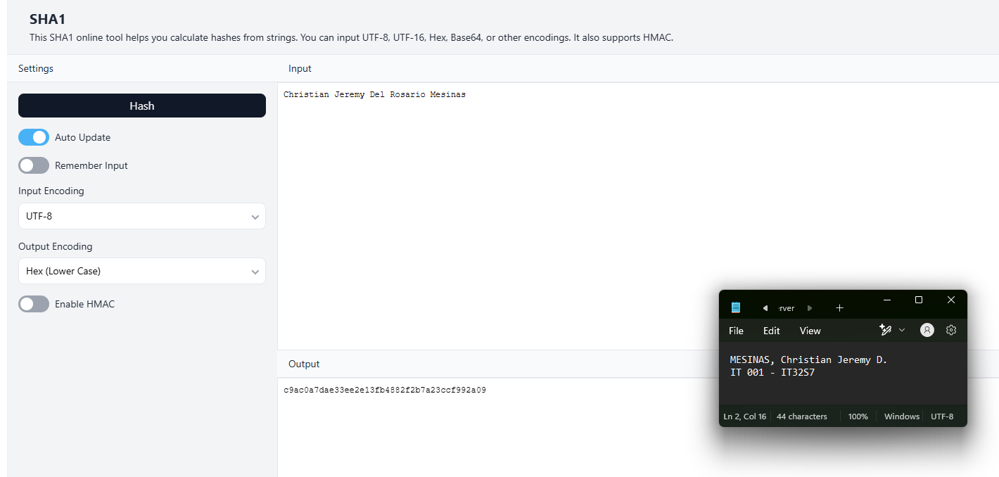 SHA1
This SHA1 online tool helps you calculate hashes from strings. You can input UTF-8, UTF-16, Hex, Base64, or other encodings. It also supports HMAC.
Settings
Input
Hash
Auto Update
Remember Input
Input Encoding
UTF-8
Output Encoding
Hex (Lower Case)
Enable HMAC
Christian Jeremy Del Rosario Mesinas
Output
c9ac0a7dae33ee2e13fb4882f2b7a23ccf992a09
erver
File Edit View
MESINAS, Christian Jeremy D.
IT 001 - IT32S7
Ln 2, Col 16 44 characters 100% Windows UTF-8